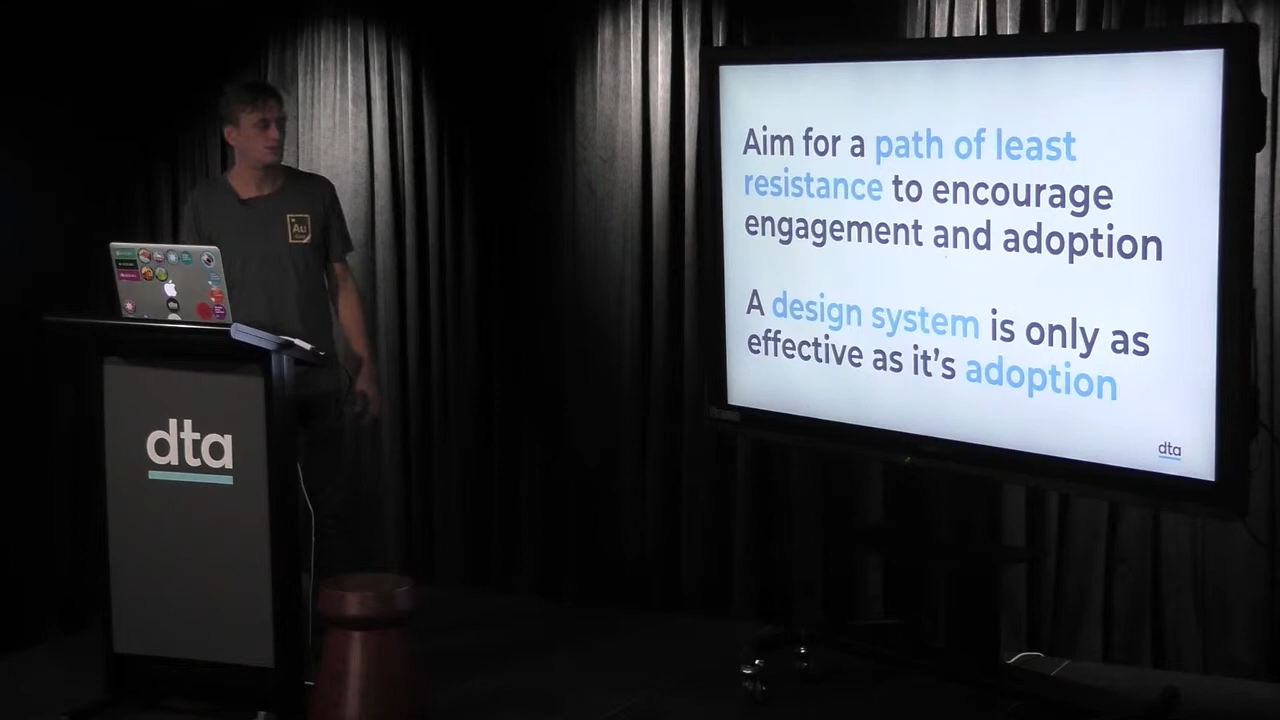 Aim for a path of least
resistance to encourage
engagement and adoption
A design system is only as
effective as it's adoption
dta
Au
dta